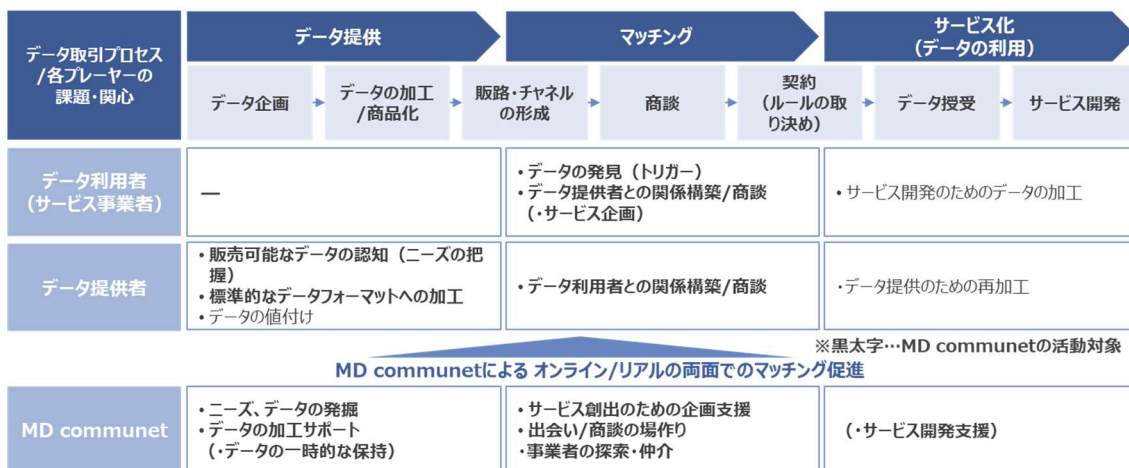 データ取引プロセス
/各プレーヤーの
課題・関心
データ提供
マッチング
サービス化
(データの利用)
データ企画
データの加工
/商品化
販路・チャネル
の形成
商談
契約
(ルールの取
り決め)
データ授受
サービス開発
データ利用者
(サービス事業者)
―
・データの発見(トリガー)
・データ提供者との関係構築/商談
(・サービス企画)
・サービス開発のためのデータの加工
データ提供者
・販売可能なデータの認知(ニーズの把
握)
・標準的なデータフォーマットへの加工
・データの値付け
・データ利用者との関係構築/商談
・データ提供のための再加工
※黒太字…MD communetの活動対象
MD communetによる オンライン/リアルの両面でのマッチング促進
MD communet
・ニーズ、データの発掘
・データの加工サポート
(・データの一時的な保持)
・サービス創出のための企画支援
・出会い/商談の場作り
・事業者の探索・仲介
(・サービス開発支援)